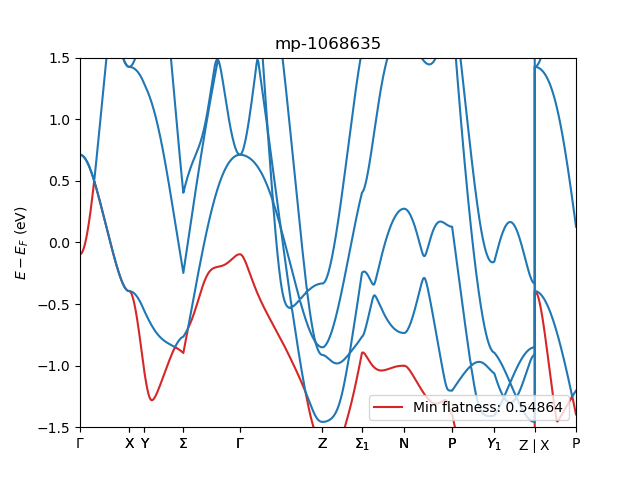 mp-1068635
E − E_F (eV)
1.5
1.0
0.5
0.0
−0.5
−1.0
−1.5
Min flatness: 0.54864
Γ X Y Σ Γ Z Σ₁ N P Y₁ Z | X P